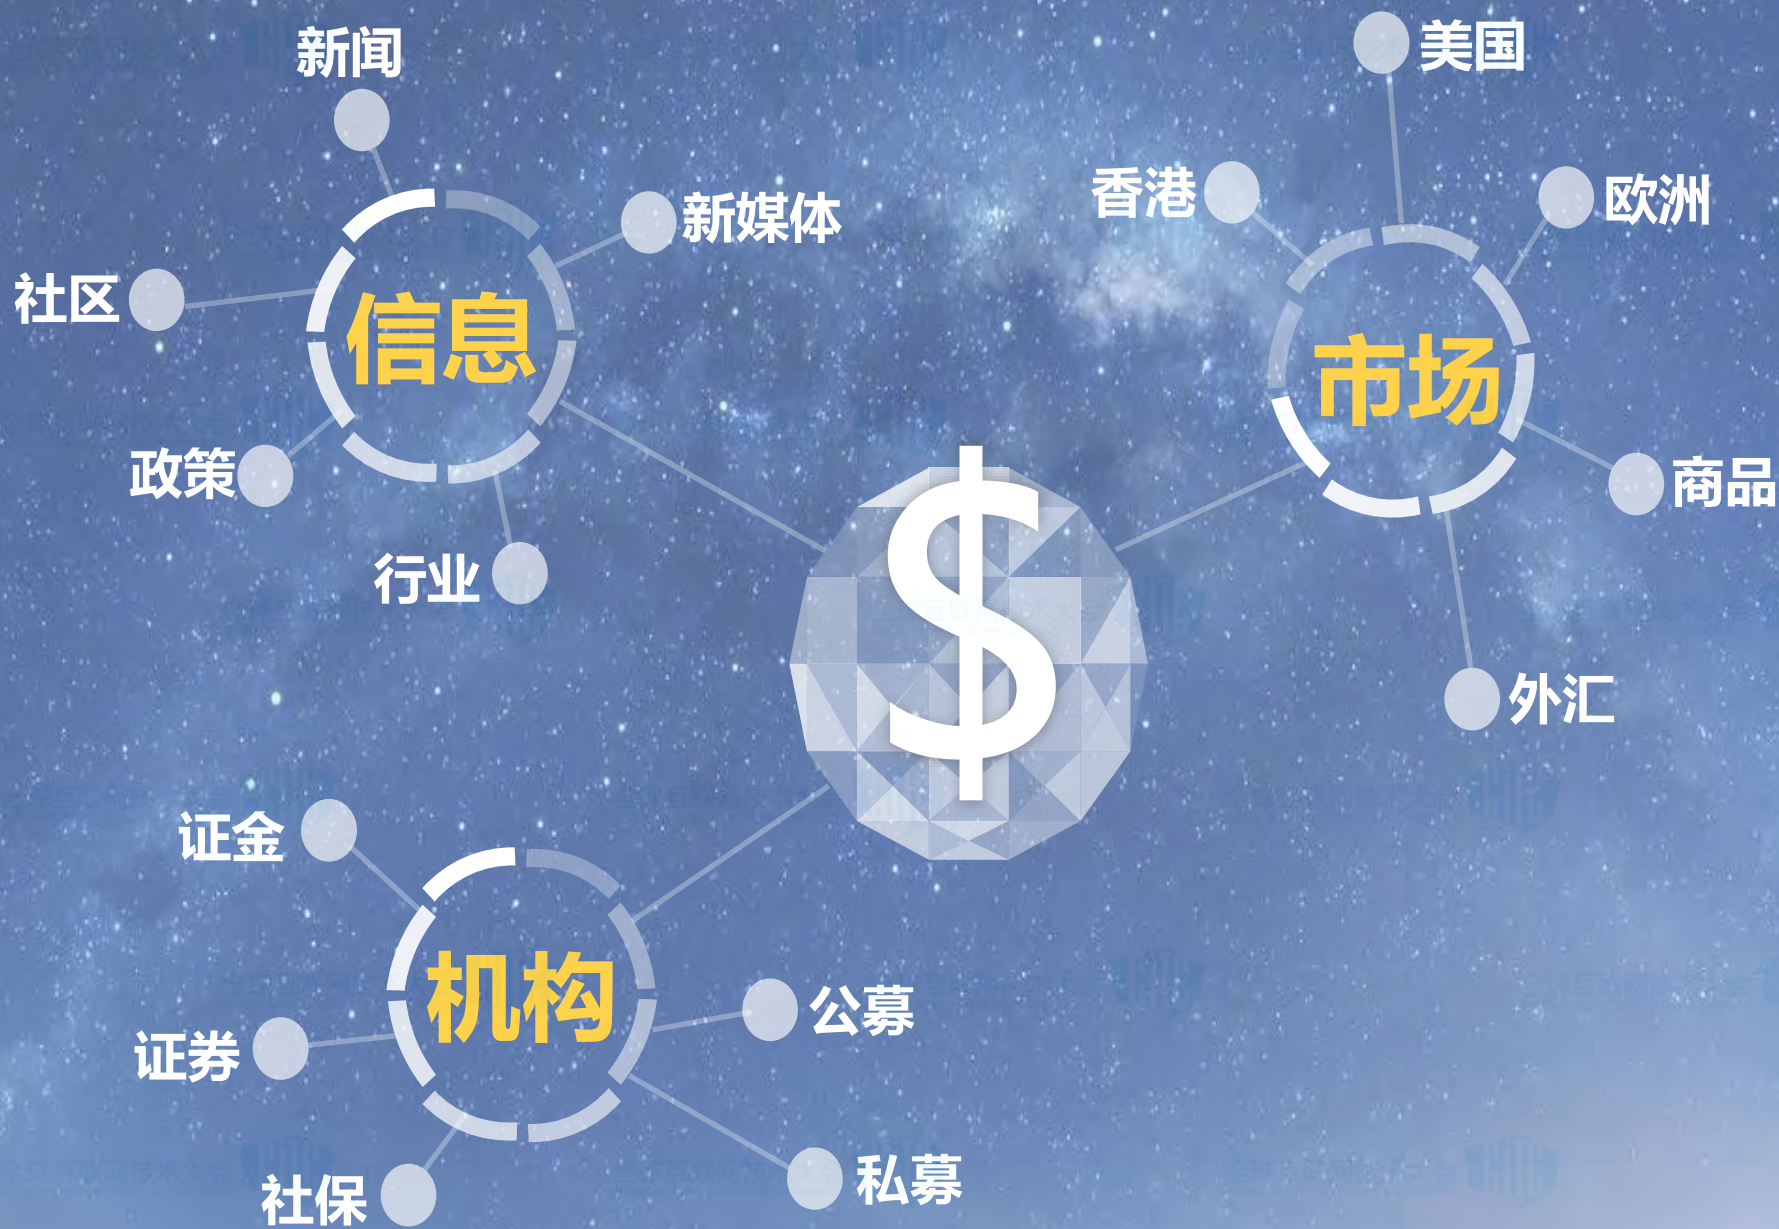 新闻
新媒体
社区
信息
政策
行业
美国
香港
欧洲
市场
商品
外汇
$
证金
机构
证券
公募
社保
私募